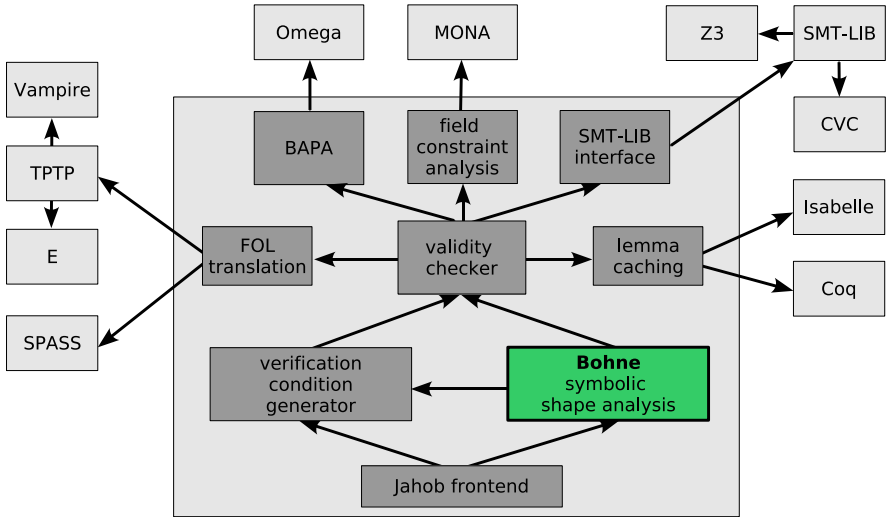 Omega
MONA
Z3
SMT-LIB
Vampire
BAPA
field
constraint
analysis
SMT-LIB
interface
CVC
TPTP
Isabelle
E
FOL
translation
validity
checker
lemma
caching
Coq
SPASS
verification
condition
generator
Bohne
symbolic
shape analysis
Jahob frontend